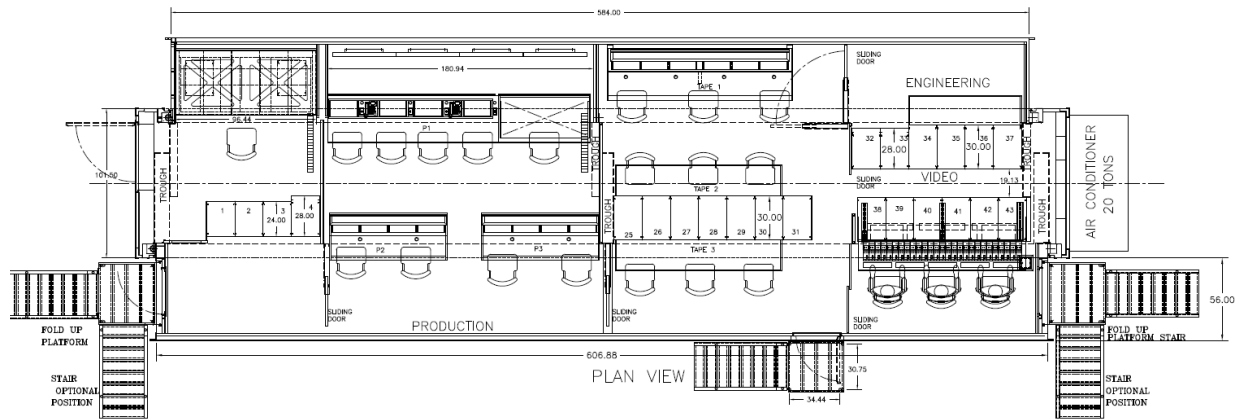 584.00
SLIDING
DOOR
ENGINEERING
180.94
TAPE 1
96.44
P1
32 33 34 35 36 37
28.00
30.00
TROUGH
TROUGH
TROUGH
TROUGH
101.50
SLIDING
DOOR
VIDEO
19.13
AIR CONDITIONER
20 TONS
TAPE 2
1 2 3 4
24.00
28.00
30.00
25 26 27 28 29 30 31
38 39 40 41 42 43
P2
P3
TAPE 3
56.00
SLIDING
DOOR
PRODUCTION
SLIDING
DOOR
SLIDING
DOOR
FOLD UP
PLATFORM
FOLD UP
PLATFORM STAIR
606.88
PLAN VIEW
30.75
34.44
STAIR
OPTIONAL
POSITION
STAIR
OPTIONAL
POSITION